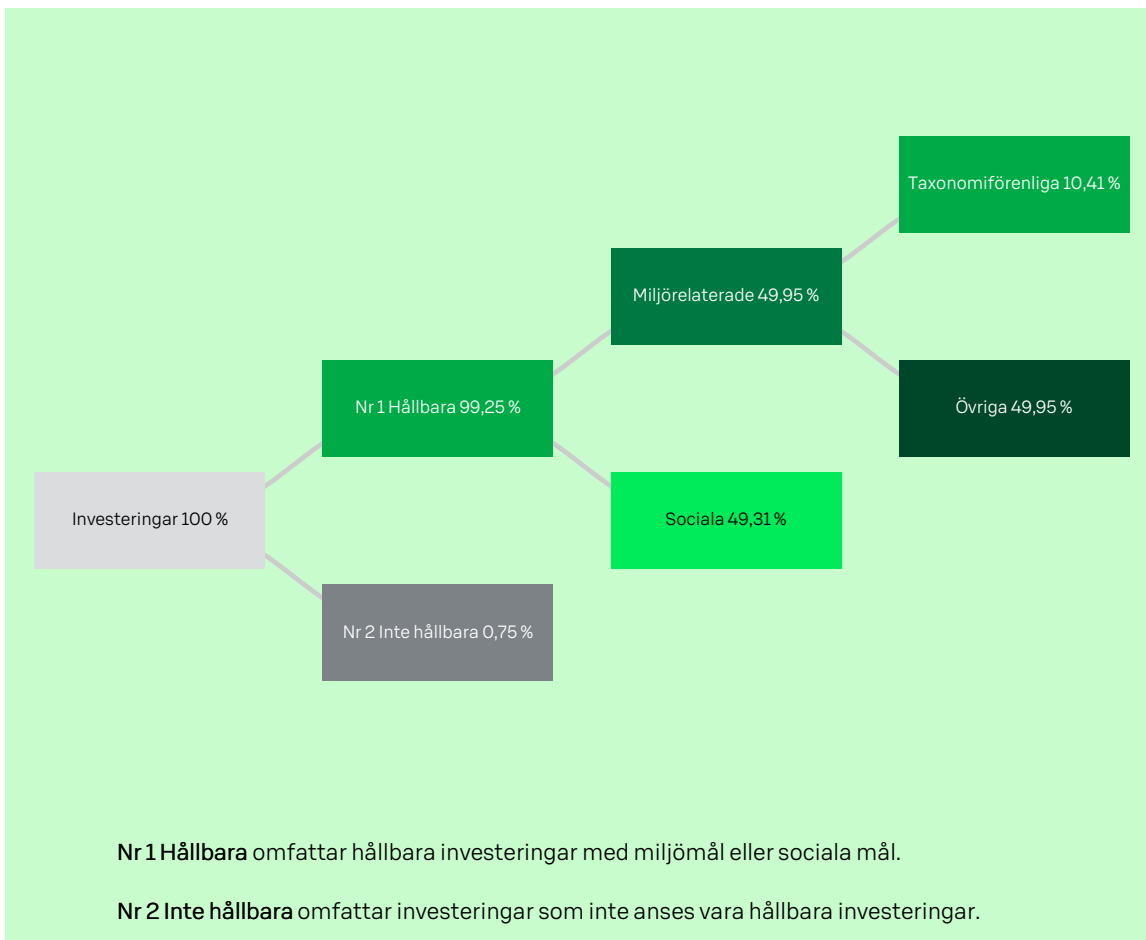 Taxonomiförenliga 10,41 %
Miljörelaterade 49,95 %
Nr 1 Hållbara 99,25 %
Övriga 49,95 %
Investeringar 100 %
Sociala 49,31 %
Nr 2 Inte hållbara 0,75 %
Nr 1 Hållbara omfattar hållbara investeringar med miljömål eller sociala mål.
Nr 2 Inte hållbara omfattar investeringar som inte anses vara hållbara investeringar.